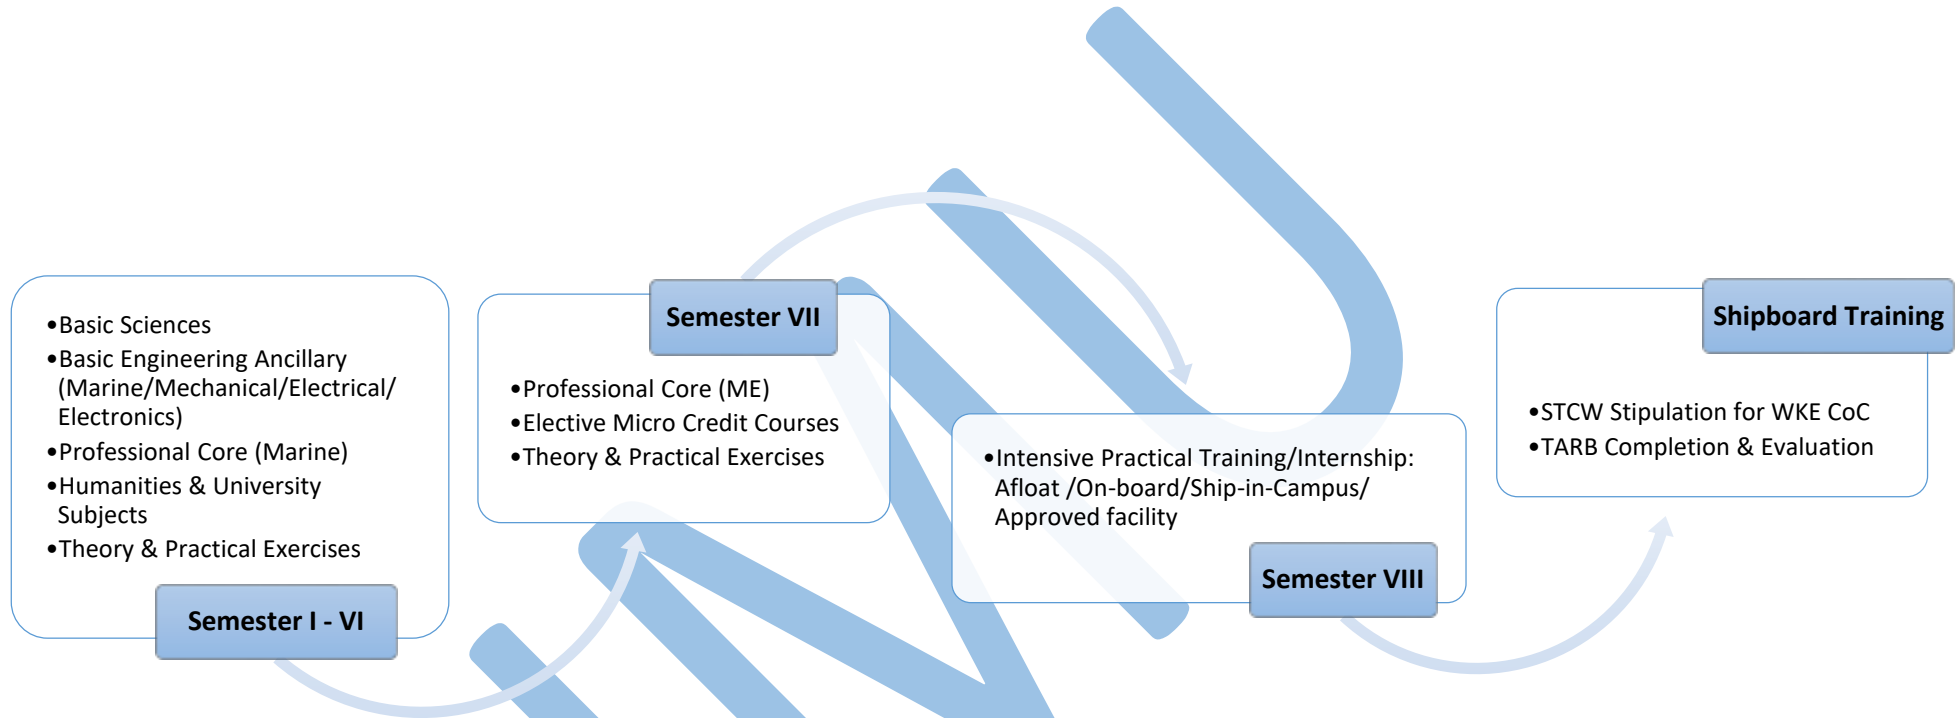 •Basic Sciences
•Basic Engineering Ancillary
(Marine/Mechanical/Electrical/
Electronics)
•Professional Core (Marine)
•Humanities & University
Subjects
•Theory & Practical Exercises
Semester I - VI
Semester VII
•Professional Core (ME)
•Elective Micro Credit Courses
•Theory & Practical Exercises
•Intensive Practical Training/Internship:
Afloat /On-board/Ship-in-Campus/
Approved facility
Semester VIII
Shipboard Training
•STCW Stipulation for WKE CoC
•TARB Completion & Evaluation